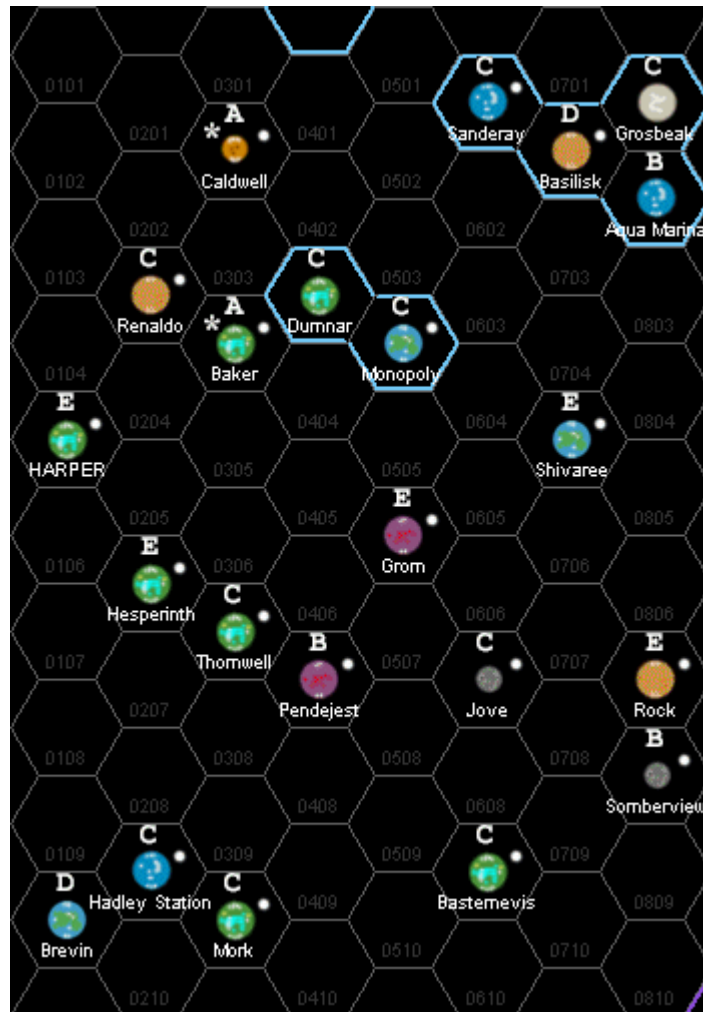 C C
0101 0301 0501 0701
A D
0201 * 0401 Sanderay Grosbeak
B
0102 Caldwell 0502 Basilisk
0202 0402 0602 Aqua Marina
C C
0103 0303 0503 0703
A C
Renaldo * Dumnar 0603 0803
0104 Baker Monopoly 0704
E E
0204 0404 0604 0804
HARPER 0305 0505 Shivaree
E
0205 0405 0605 0805
E
0106 0306 Grom 0706
C
Hesperinth 0406 0606 0806
B C E
0107 Thornwell 0507 0707
0207 Pendejest Jove Rock
B
0108 0308 0508 0708
0208 0408 0608 Somberview
C C
0109 0309 0509 0709
D C
Hadley Station 0409 Basternevis 0809
Brevin Mork 0510 0710
0210 0410 0610 0810